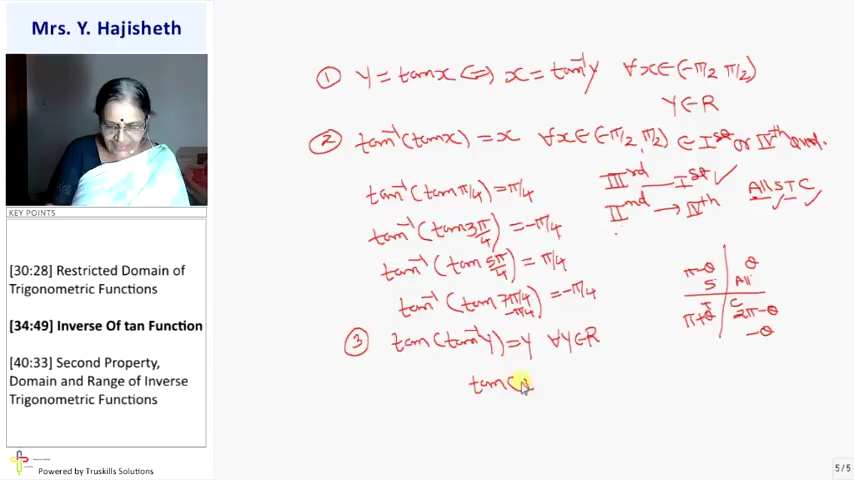 Mrs. Y. Hajisheth
KEY POINTS
[30:28] Restricted Domain of
Trigonometric Functions
[34:49] Inverse Of tan Function
[40:33] Second Property,
Domain and Range of Inverse
Trigonometric Functions
Powered by Truskills Solutions
① y = tanx ⇔ x = tan⁻¹y ∀x∈(-π/2 π/2)
y∈R
② tan⁻¹(tanx) = x ∀x∈(-π/2, π/2) ∈ Iˢᵗ or IVᵗʰ Quad.
IIIʳᵈ — Iˢᵗ ✓
IIⁿᵈ → IVᵗʰ
All S T C
tan⁻¹(tanπ/4) = π/4
tan⁻¹(tan3π/4) = -π/4
tan⁻¹(tan 5π/4) = π/4
tan⁻¹(tan 7π/4) = -π/4
-π/4
π-θ θ
S All
T C
π+θ 2π-θ
-θ
③ tan(tan⁻¹y) = y ∀y∈R
tan(
5/5